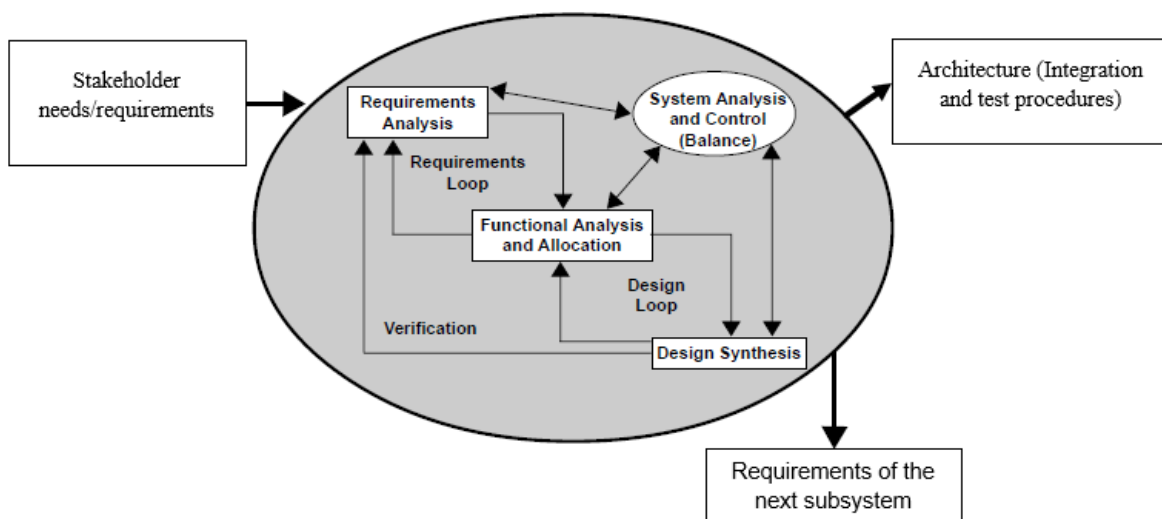 Stakeholder
needs/requirements
Architecture (Integration
and test procedures)
Requirements
Analysis
System Analysis
and Control
(Balance)
Requirements
Loop
Functional Analysis
and Allocation
Design
Loop
Verification
Design Synthesis
Requirements of the
next subsystem